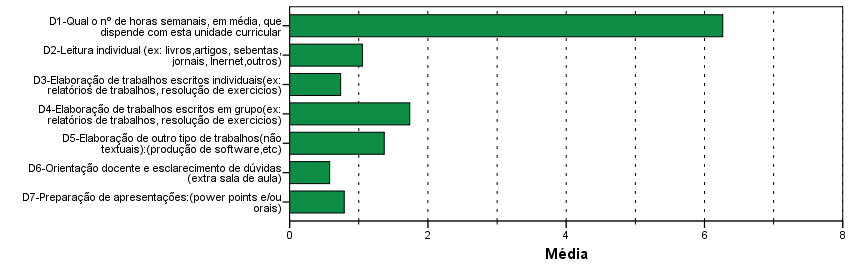 D1-Qual o nº de horas semanais, em média, que
dispende com esta unidade curricular
D2-Leitura individual (ex: livros,artigos, sebentas,
jornais, Inernet,outros)
D3-Elaboração de trabalhos escritos individuais(ex:
relatórios de trabalhos, resolução de exercicios)
D4-Elaboração de trabalhos escritos em grupo(ex:
relatórios de trabalhos, resolução de exercicios)
D5-Elaboração de outro tipo de trabalhos(não
textuais):(produção de software,etc)
D6-Orientação docente e esclarecimento de dúvidas
(extra sala de aula)
D7-Preparação de apresentações:(power points e/ou
orais)
0 2 4 6 8
Média